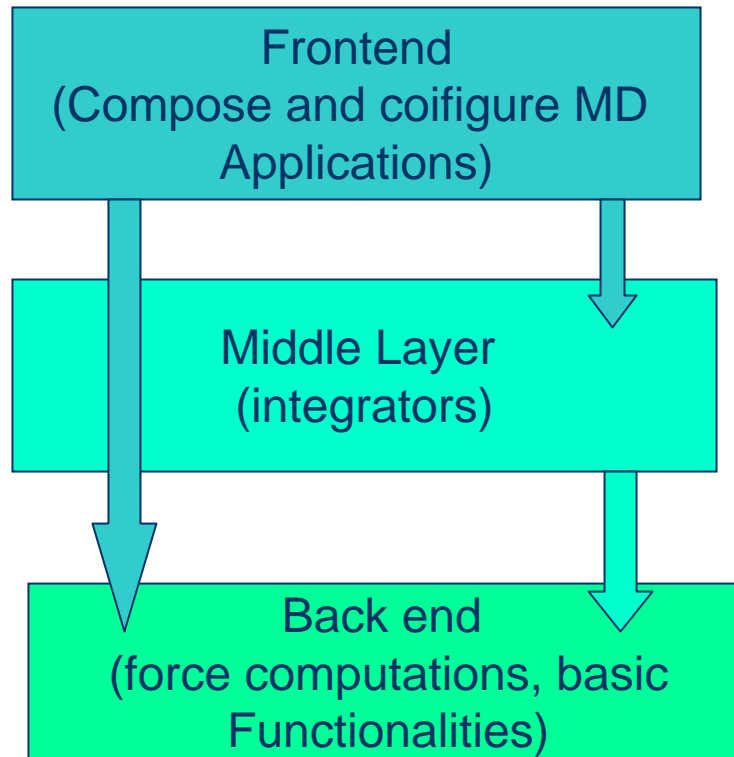 Frontend
(Compose and coifigure MD
Applications)
Middle Layer
(integrators)
Back end
(force computations, basic
Functionalities)